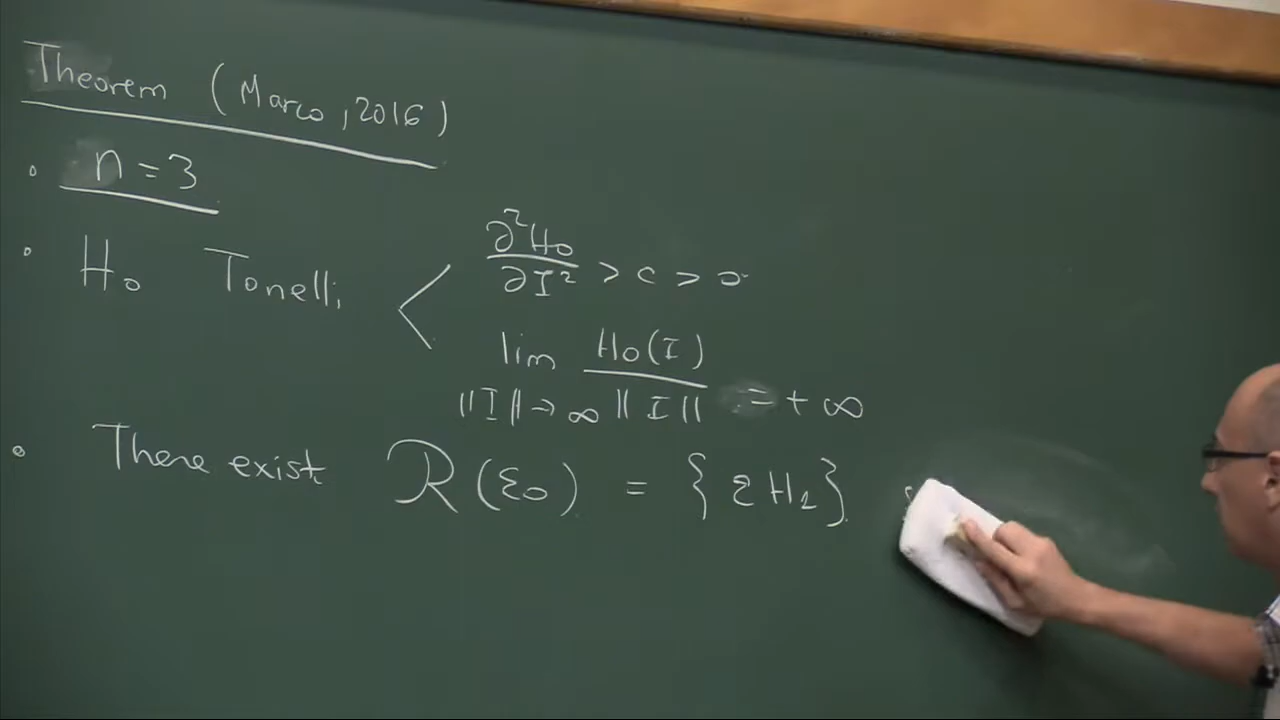 Theorem (Marco, 2016)
◦ n = 3
◦ H₀ Tonelli < ∂²H₀/∂I² > c > 0
lim H₀(I)/‖I‖ = +∞
‖I‖→∞
◦ There exist R(ε₀) = {εH₁}